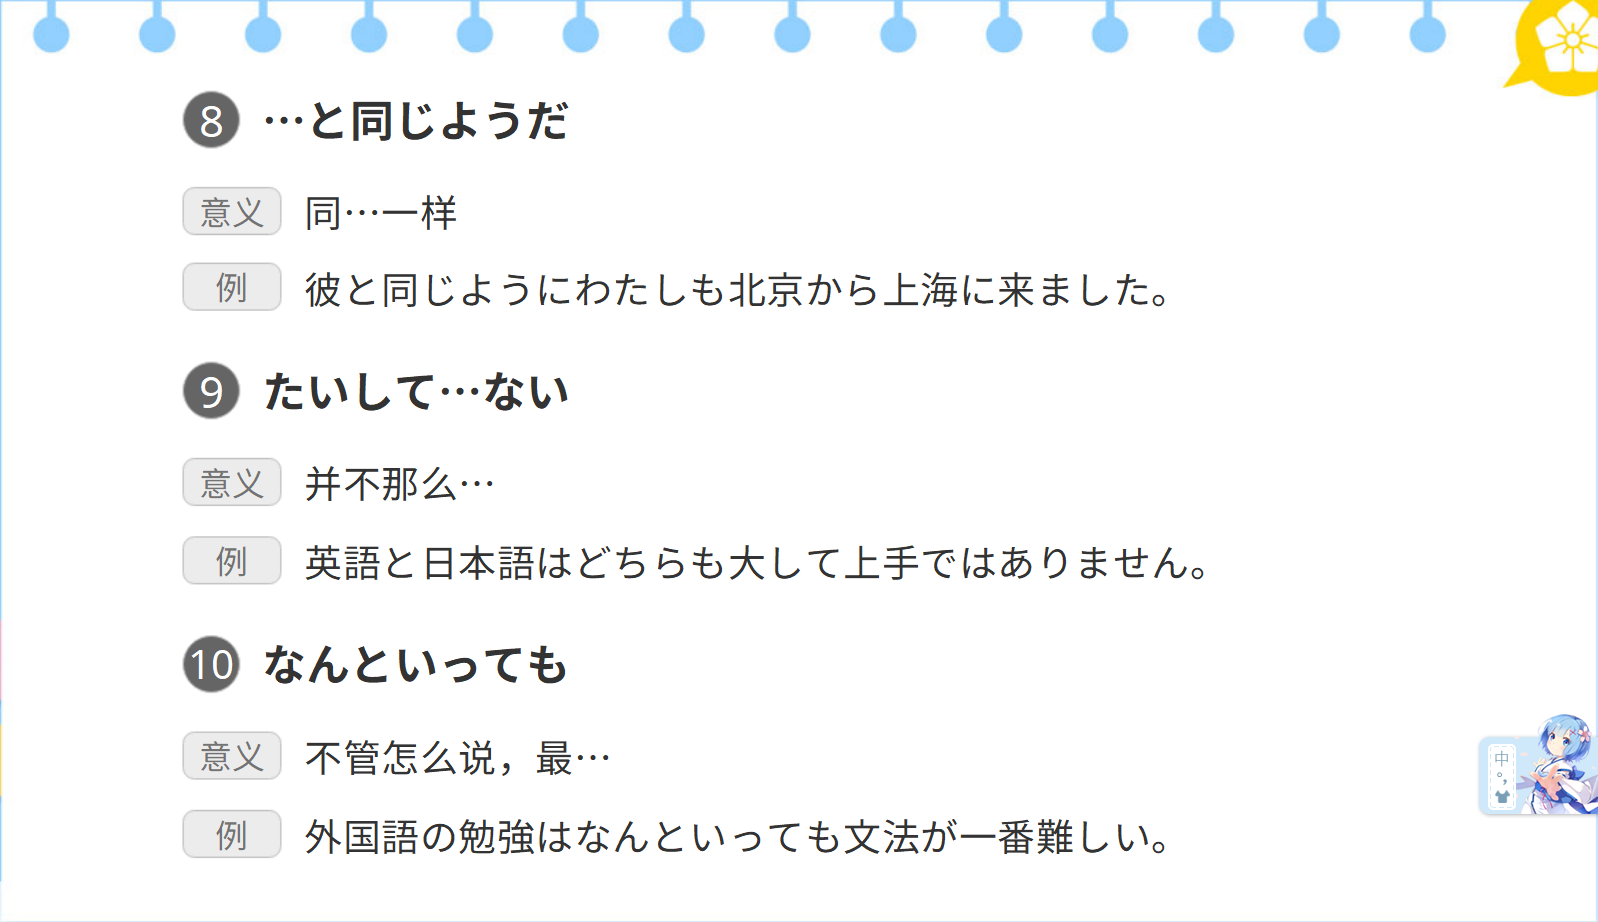 8 …と同じようだ
意义 同…一样
例 彼と同じようにわたしも北京から上海に来ました。
9 たいして…ない
意义 并不那么…
例 英語と日本語はどちらも大して上手ではありません。
10 なんといっても
意义 不管怎么说，最…
例 外国語の勉強はなんといっても文法が一番難しい。
中
°,